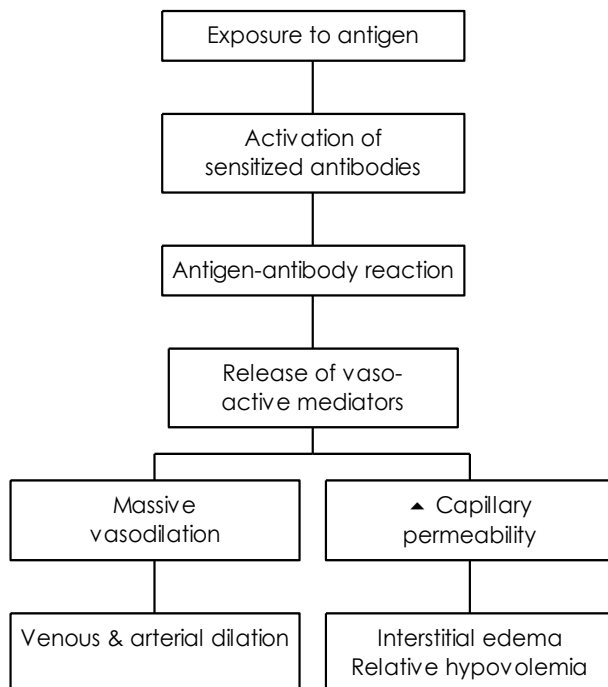 Exposure to antigen
Activation of
sensitized antibodies
Antigen-antibody reaction
Release of vaso-
active mediators
Massive
vasodilation
▲ Capillary
permeability
Venous & arterial dilation
Interstitial edema
Relative hypovolemia